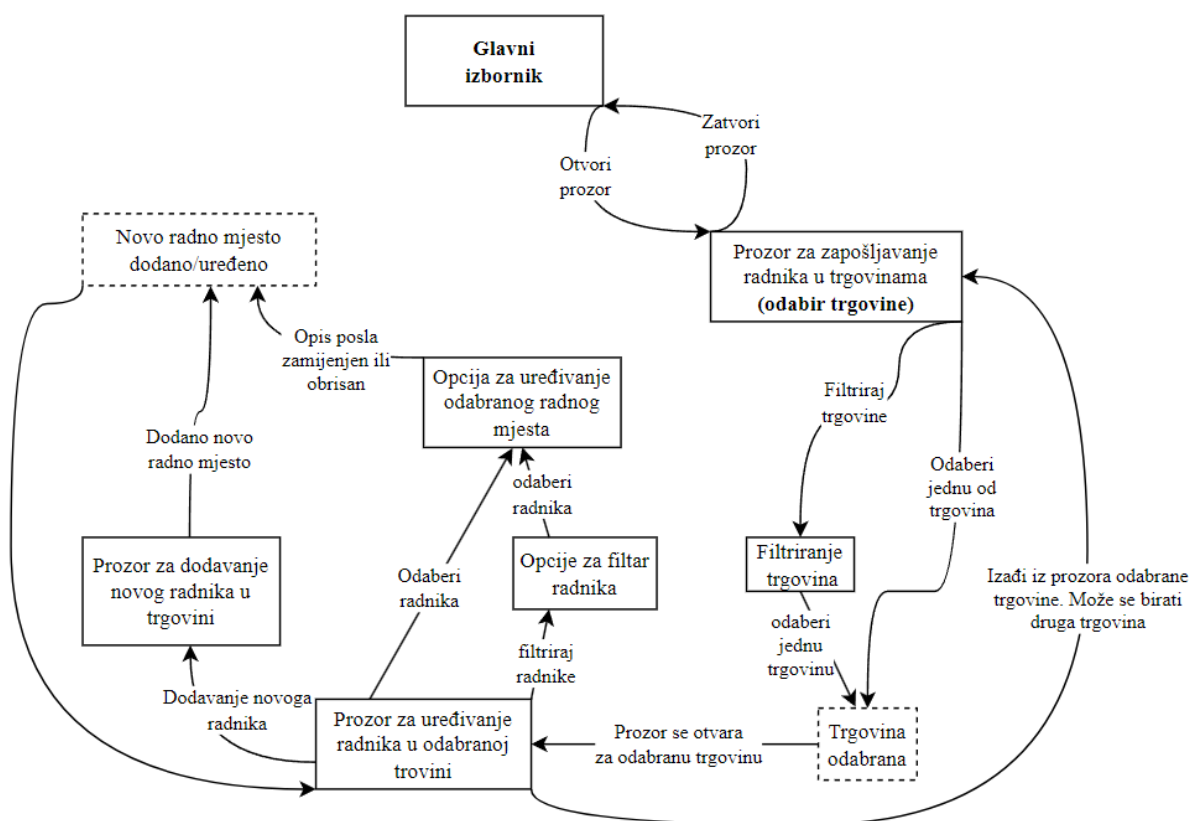 Glavni
izbornik
Zatvori
prozor
Otvori
prozor
Novo radno mjesto
dodano/uređeno
Prozor za zapošljavanje
radnika u trgovinama
(odabir trgovine)
Opis posla
zamijenjen ili
obrisan
Opcija za uređivanje
odabranog radnog
mjesta
Filtriraj
trgovine
Dodano novo
radno mjesto
odaberi
radnika
Odaberi
jednu od
trgovina
Prozor za dodavanje
novog radnika u
trgovini
Odaberi
radnika
Opcije za filtar
radnika
Filtriranje
trgovina
Izađi iz prozora odabrane
trgovine. Može se birati
druga trgovina
odaberi
jednu
trgovinu
filtriraj
radnike
Dodavanje novoga
radnika
Prozor za uređivanje
radnika u odabranoj
trovini
Prozor se otvara
za odabranu trgovinu
Trgovina
odabrana